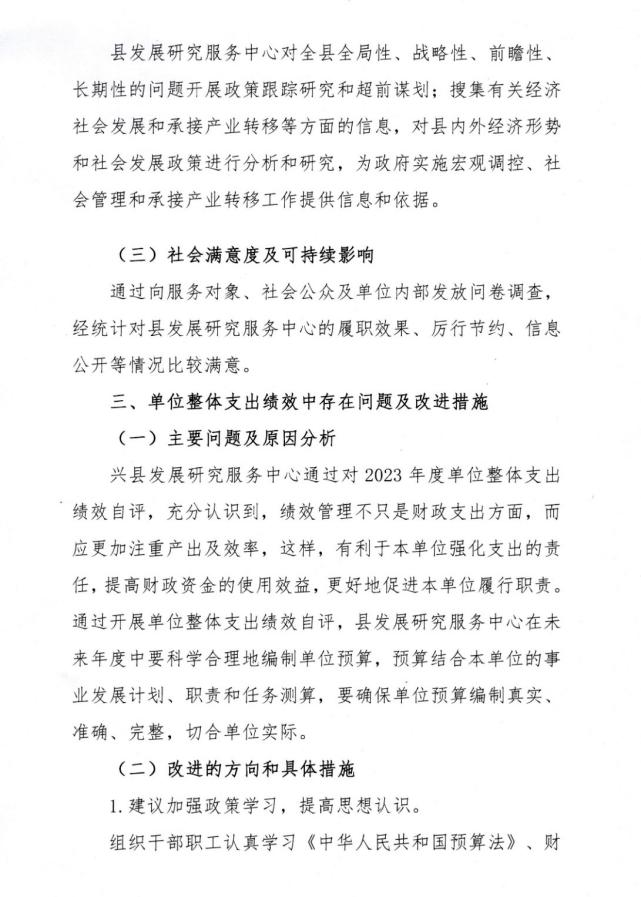 县发展研究服务中心对全县全局性、战略性、前瞻性、
长期性的问题开展政策跟踪研究和超前谋划；搜集有关经济
社会发展和承接产业转移等方面的信息，对县内外经济形势
和社会发展政策进行分析和研究，为政府实施宏观调控、社
会管理和承接产业转移工作提供信息和依据。
（三）社会满意度及可持续影响
通过向服务对象、社会公众及单位内部发放问卷调查，
经统计对县发展研究服务中心的履职效果、厉行节约、信息
公开等情况比较满意。
三、单位整体支出绩效中存在问题及改进措施
（一）主要问题及原因分析
兴县发展研究服务中心通过对 2023 年度单位整体支出
绩效自评，充分认识到，绩效管理不只是财政支出方面，而
应更加注重产出及效率，这样，有利于本单位强化支出的责
任，提高财政资金的使用效益，更好地促进本单位履行职责。
通过开展单位整体支出绩效自评，县发展研究服务中心在未
来年度中要科学合理地编制单位预算，预算结合本单位的事
业发展计划、职责和任务测算，要确保单位预算编制真实、
准确、完整，切合单位实际。
（二）改进的方向和具体措施
1.建议加强政策学习，提高思想认识。
组织干部职工认真学习《中华人民共和国预算法》、财